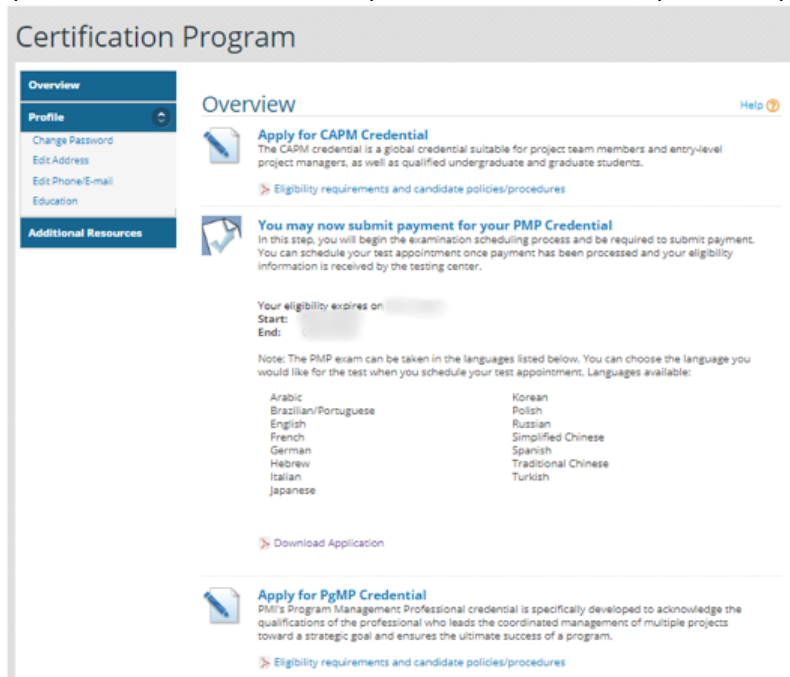 Certification Program
Overview
Profile
Change Password
Edit Address
Edit Phone/E-mail
Education
Additional Resources
Overview
Help
Apply for CAPM Credential
The CAPM credential is a global credential suitable for project team members and entry-level
project managers, as well as qualified undergraduate and graduate students.
Eligibility requirements and candidate policies/procedures
You may now submit payment for your PMP Credential
In this step, you will begin the examination scheduling process and be required to submit payment.
You can schedule your test appointment once payment has been processed and your eligibility
information is received by the testing center.
Your eligibility expires on
Start:
End:
Note: The PMP exam can be taken in the languages listed below. You can choose the language you
would like for the test when you schedule your test appointment. Languages available:
Arabic
Brazilian/Portuguese
English
French
German
Hebrew
Italian
Japanese
Korean
Polish
Russian
Simplified Chinese
Spanish
Traditional Chinese
Turkish
Download Application
Apply for PgMP Credential
PMI's Program Management Professional credential is specifically developed to acknowledge the
qualifications of the professional who leads the coordinated management of multiple projects
toward a strategic goal and ensures the ultimate success of a program.
Eligibility requirements and candidate policies/procedures